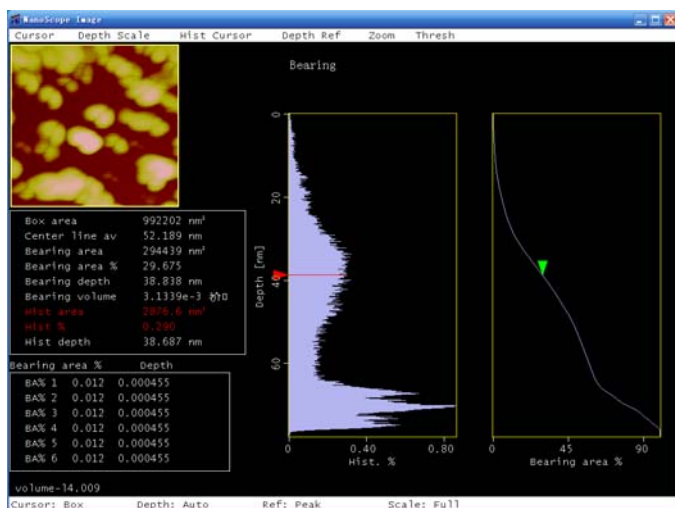 NanoScope Image
Cursor Depth Scale Hist Cursor Depth Ref Zoom Thresh
Bearing
Box area 992202 nm²
Center line av 52.189 nm
Bearing area 294439 nm²
Bearing area % 29.675
Bearing depth 38.838 nm
Bearing volume 3.1339e-3
Hist area 2876.6 nm²
Hist % 0.290
Hist depth 38.687 nm
Bearing area % Depth
BA% 1 0.012 0.000455
BA% 2 0.012 0.000455
BA% 3 0.012 0.000455
BA% 4 0.012 0.000455
BA% 5 0.012 0.000455
BA% 6 0.012 0.000455
volume-14.009
Depth [nm]
0
20
40
60
0 0.40 0.80
Hist. %
0 45 90
Bearing area %
Cursor: Box Depth: Auto Ref: Peak Scale: Full